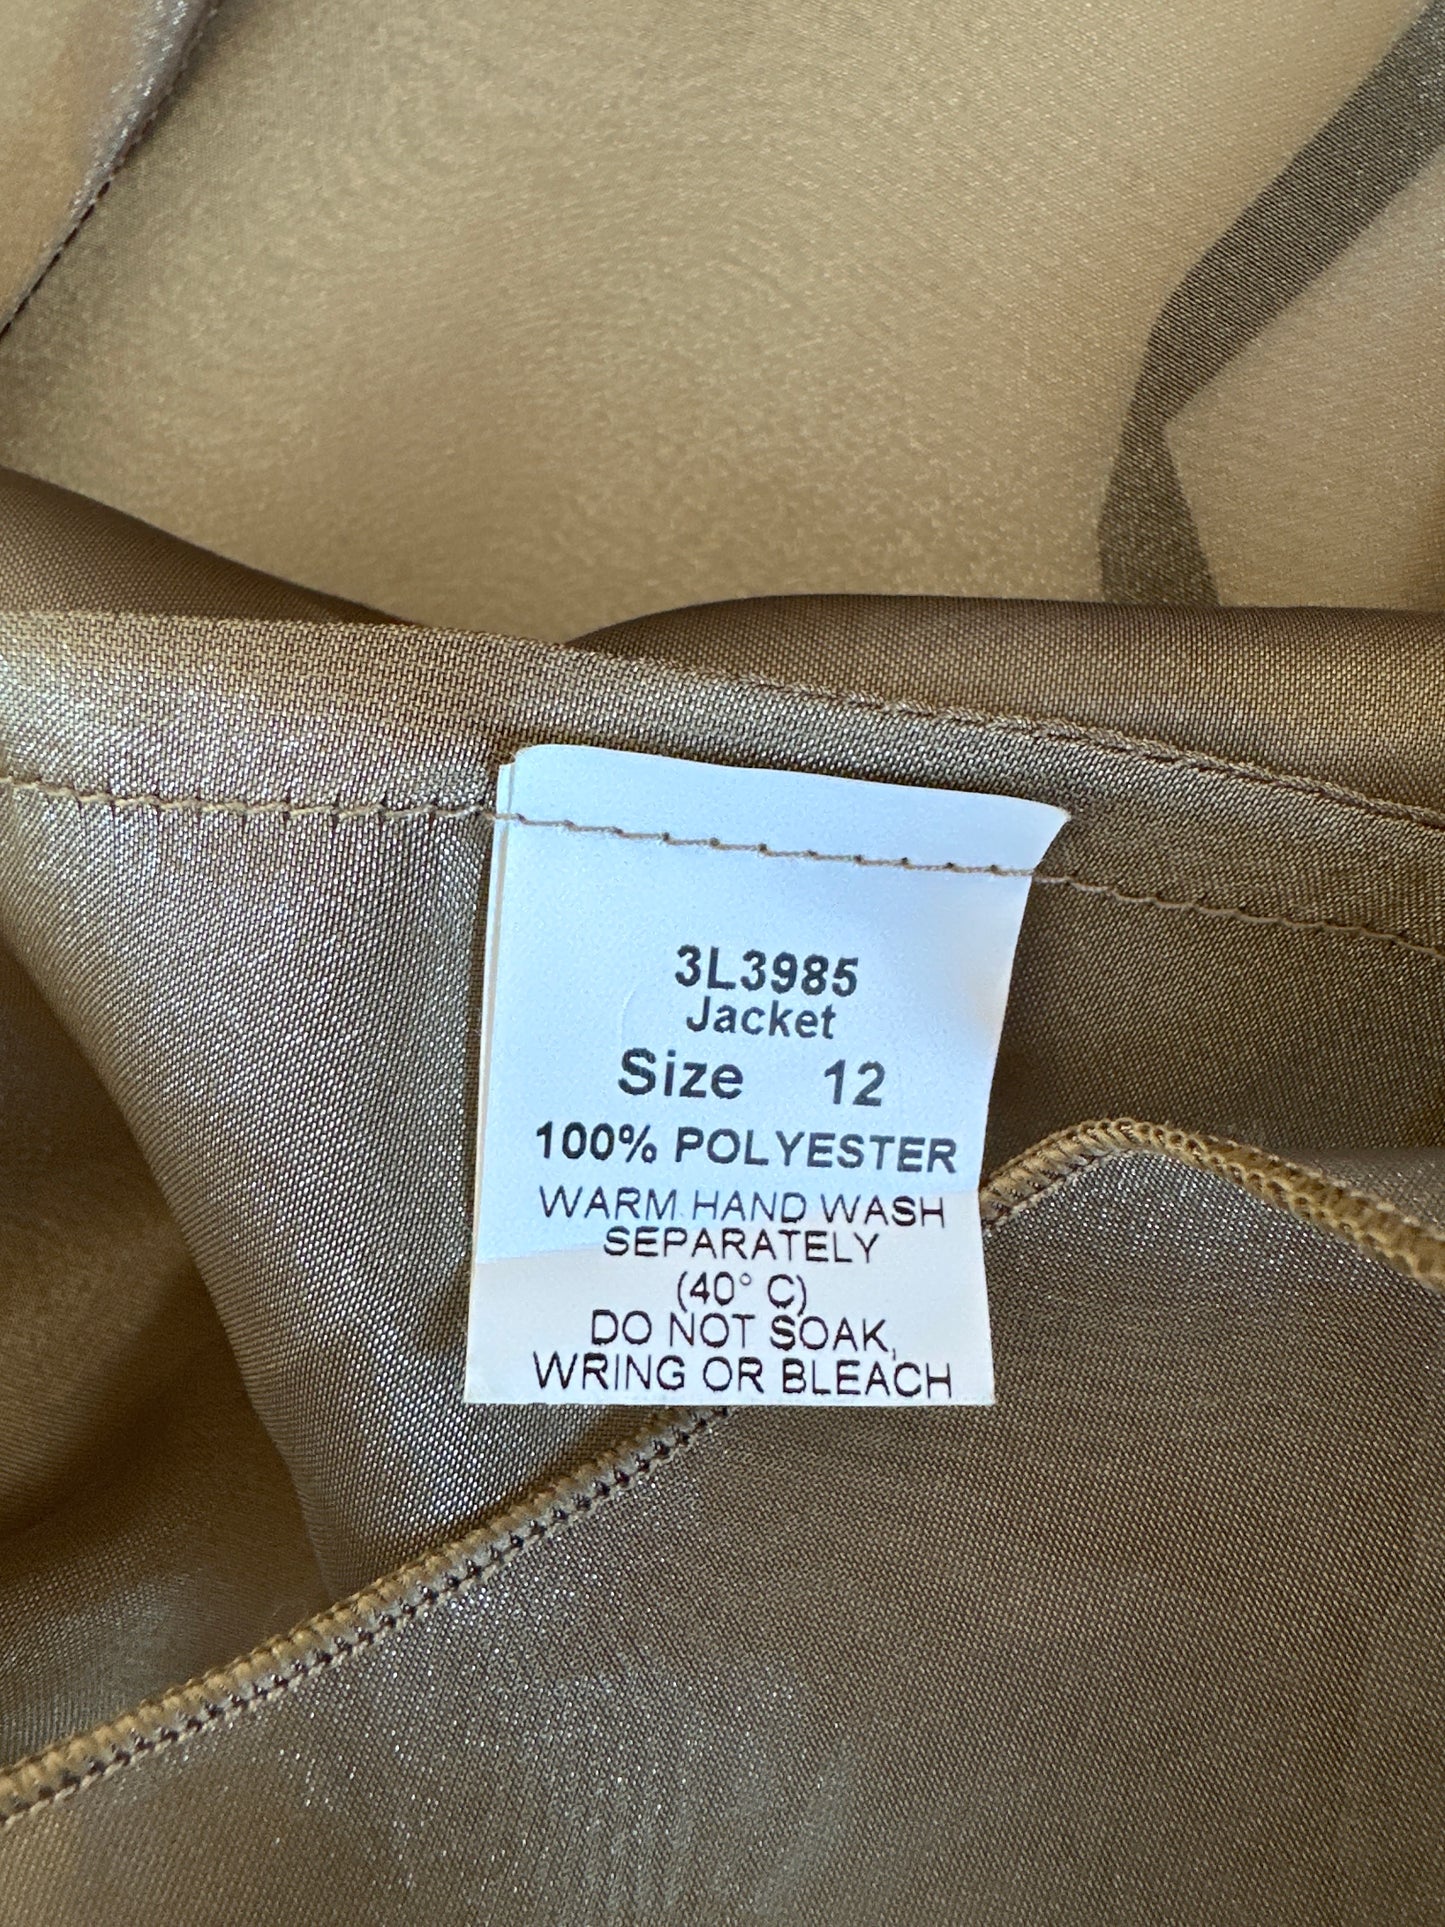 3L3985
Jacket
Size 12
100% POLYESTER
WARM HAND WASH
SEPARATELY
(40° C)
DO NOT SOAK,
WRING OR BLEACH